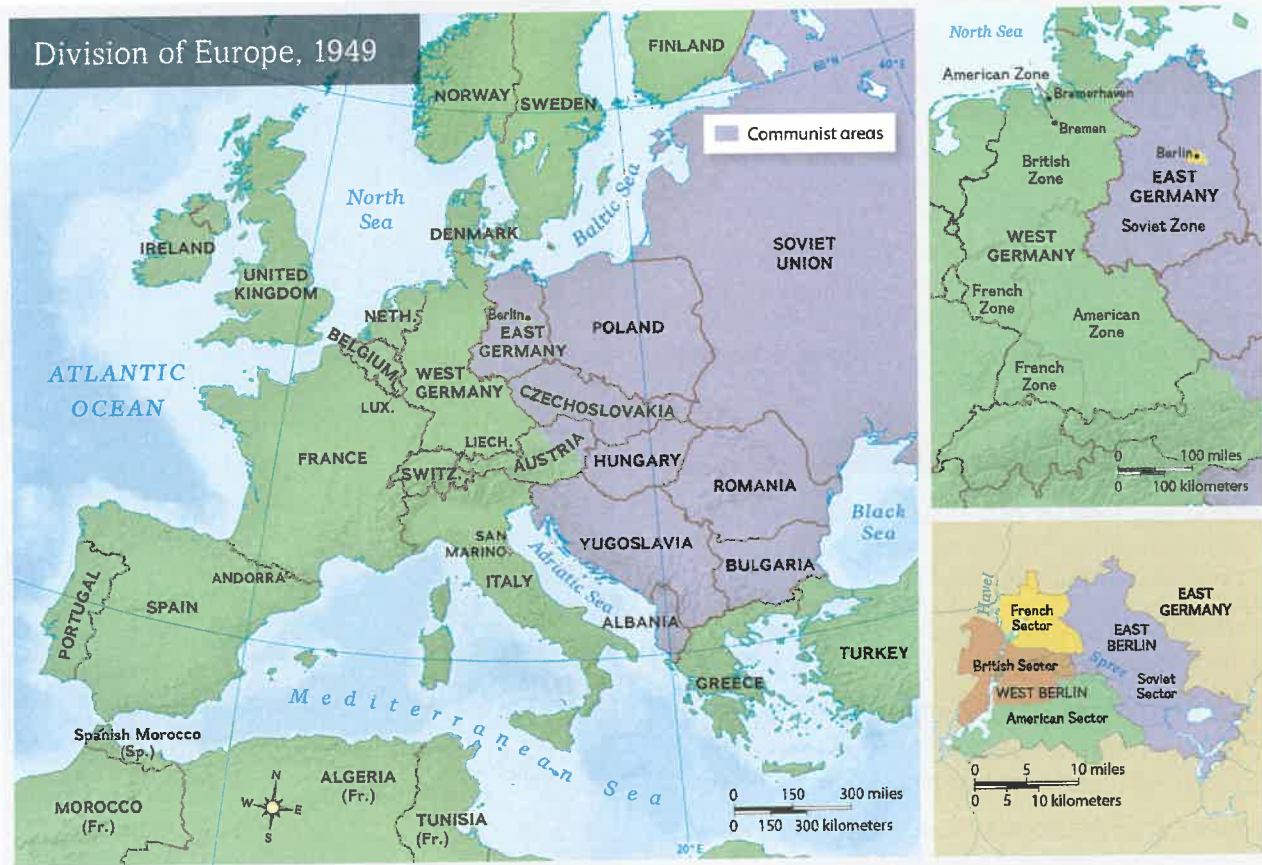 Division of Europe, 1949
FINLAND
60°N
40°E
NORWAY
SWEDEN
Communist areas
North
Sea
Baltic Sea
DENMARK
IRELAND
UNITED
KINGDOM
SOVIET
UNION
NETH.
Berlin
EAST
GERMANY
POLAND
BELGIUM
WEST
GERMANY
LUX.
CZECHOSLOVAKIA
ATLANTIC
OCEAN
FRANCE
LIECH.
SWITZ.
AUSTRIA
HUNGARY
ROMANIA
SAN
MARINO
YUGOSLAVIA
Black
Sea
BULGARIA
ANDORRA
ITALY
Adriatic Sea
PORTUGAL
SPAIN
ALBANIA
TURKEY
GREECE
Mediterranean Sea
Spanish Morocco
(Sp.)
MOROCCO
(Fr.)
ALGERIA
(Fr.)
TUNISIA
(Fr.)
N
W E
S
0 150 300 miles
0 150 300 kilometers
20°E
North Sea
American Zone
Bremerhaven
Bremen
British
Zone
Berlin
EAST
GERMANY
Soviet Zone
WEST
GERMANY
French
Zone
American
Zone
French
Zone
0 100 miles
0 100 kilometers
Havel
French
Sector
EAST
GERMANY
EAST
BERLIN
British Sector
Spree
Soviet
Sector
WEST BERLIN
American Sector
0 5 10 miles
0 5 10 kilometers